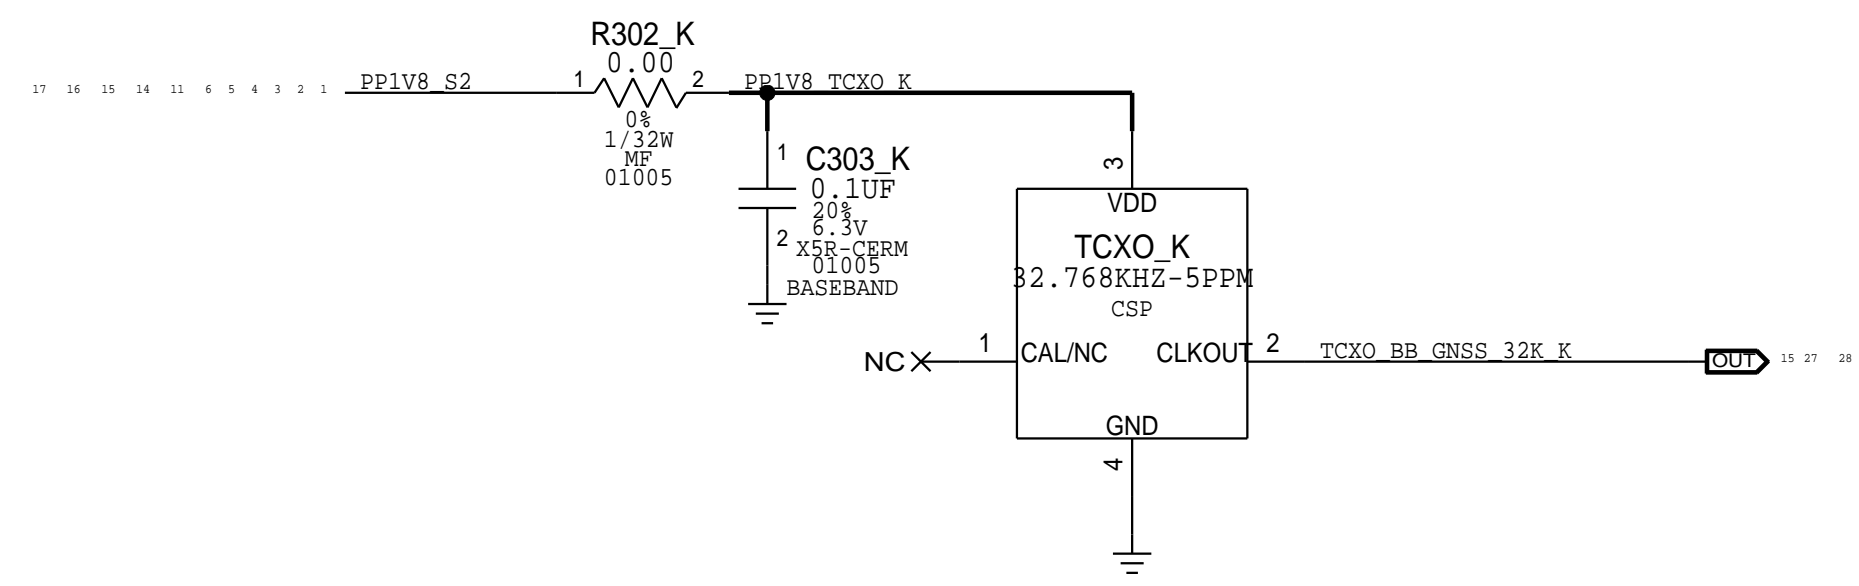 R302_K
0.00
17 16 15 14 11 6 5 4 3 2 1 PP1V8_S2 1 2 PP1V8_TCXO_K
0%
1/32W
MF
01005
1 C303_K
0.1UF
20%
6.3V
2 X5R-CERM
01005
BASEBAND
3
VDD
TCXO_K
32.768KHZ-5PPM
CSP
NC 1 CAL/NC CLKOUT 2 TCXO_BB_GNSS_32K_K OUT 15 27 28
GND
4